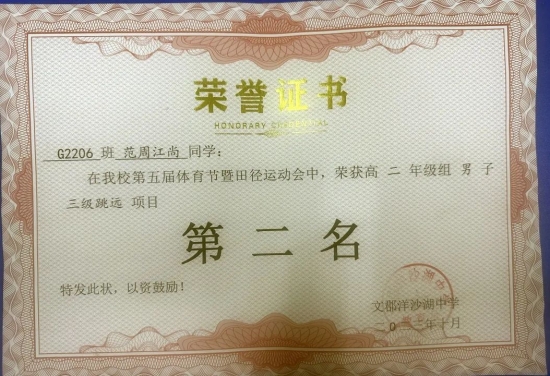 荣誉证书
HONORARY CREDENTIAL
G2206 班 范周江尚 同学：
在我校第五届体育节暨田径运动会中，荣获高 二 年级组 男 子
三级跳远 项目
第二名
特发此状，以资鼓励！
文郡洋沙湖中学
二〇二三年十月